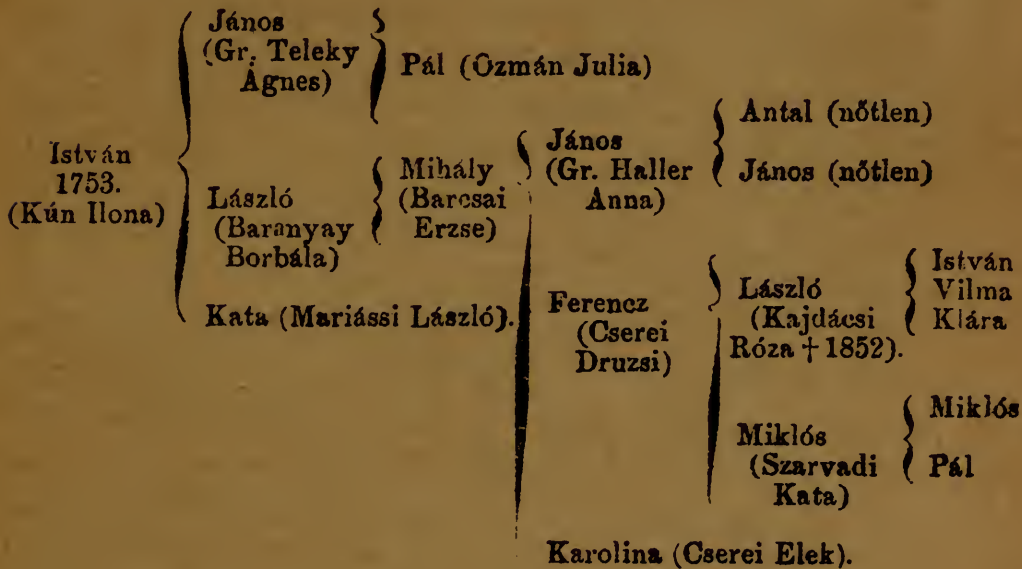 István
1753.
(Kún Ilona)
János
(Gr. Teleky
Ágnes)
Pál (Ozmán Julia)
László
(Baranyay
Borbála)
Mihály
(Barcsai
Erzse)
János
(Gr. Haller
Anna)
Antal (nőtlen)
János (nőtlen)
Ferencz
(Cserei
Druzsi)
László
(Kajdácsi
Róza † 1852).
István
Vilma
Klára
Miklós
(Szarvadi
Kata)
Miklós
Pál
Karolina (Cserei Elek).
Kata (Mariássi László).